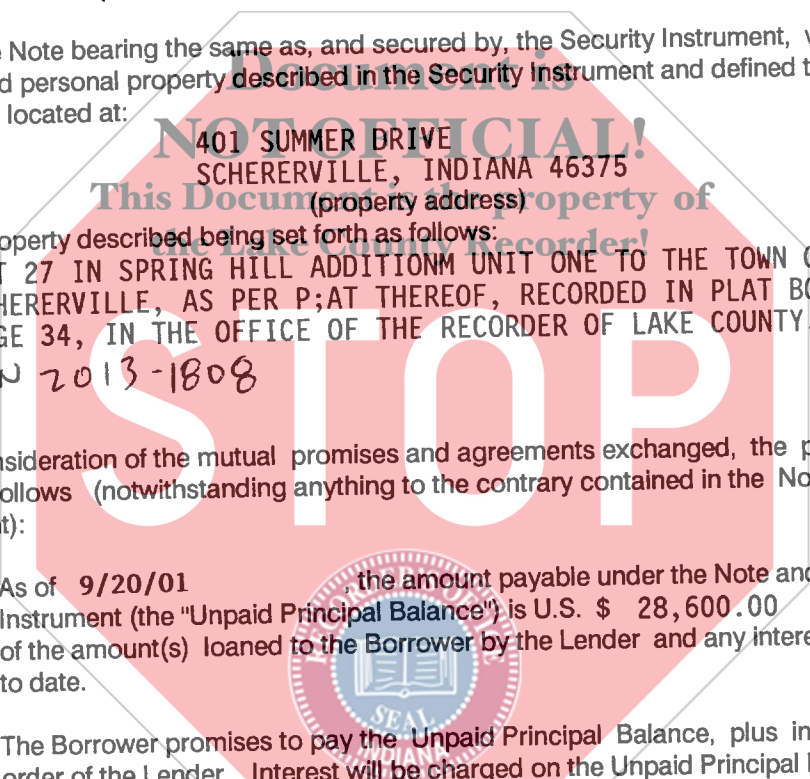 Note bearing the same as, and secured by, the Security Instrument,
personal property described in the Security Instrument and defined
located at:
Document is
NOT OFFICIAL!
This Document is the property of
the Lake County Recorder!
401 SUMMER DRIVE
SCHERERVILLE, INDIANA 46375
(property address)
described being set forth as follows:
27 IN SPRING HILL ADDITIONM UNIT ONE TO THE TOWN
HERERVILLE, AS PER P;AT THEREOF, RECORDED IN PLAT
GE 34, IN THE OFFICE OF THE RECORDER OF LAKE COUNTY
N 2013-1808
STOP
nsideration of the mutual promises and agreements exchanged, the
ollows (notwithstanding anything to the contrary contained in the
t):
As of 9/20/01 , the amount payable under the Note and
Instrument (the "Unpaid Principal Balance") is U.S. $ 28,600.00
of the amount(s) loaned to the Borrower by the Lender and any
to date.
SEAL
INDIANA
The Borrower promises to pay the Unpaid Principal Balance, plus
order of the Lender. Interest will be charged on the Unpaid Principal